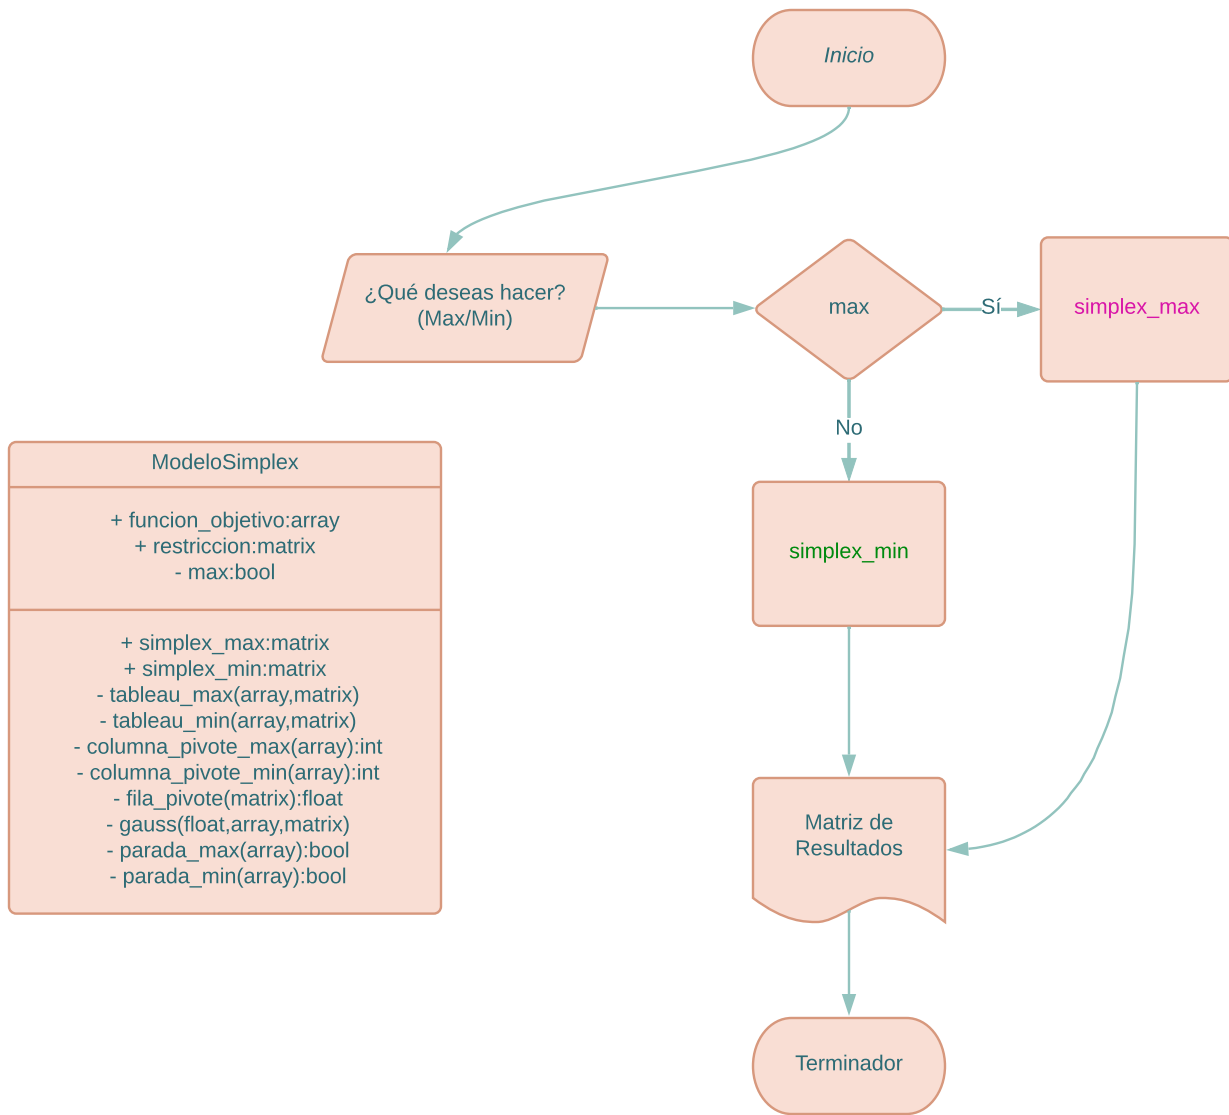 Inicio
¿Qué deseas hacer?
(Max/Min)
max
Sí
simplex_max
No
simplex_min
Matriz de
Resultados
Terminador
ModeloSimplex
+ funcion_objetivo:array
+ restriccion:matrix
- max:bool
+ simplex_max:matrix
+ simplex_min:matrix
- tableau_max(array,matrix)
- tableau_min(array,matrix)
- columna_pivote_max(array):int
- columna_pivote_min(array):int
- fila_pivote(matrix):float
- gauss(float,array,matrix)
- parada_max(array):bool
- parada_min(array):bool